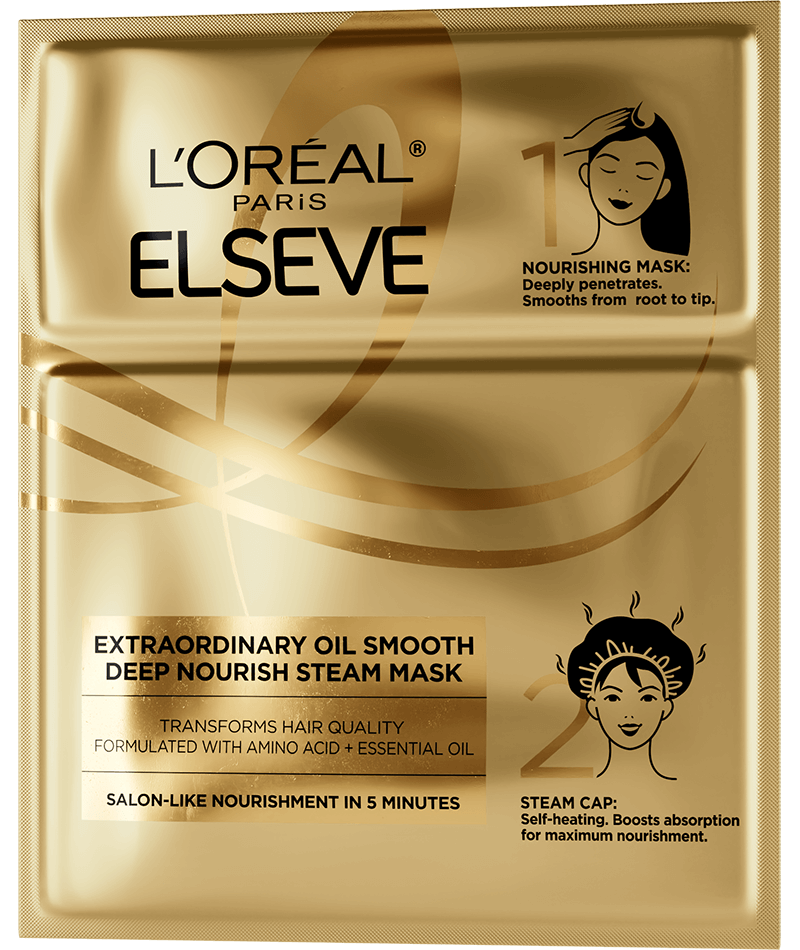 L'ORÉAL®
PARiS
ELSEVE
1
NOURISHING MASK:
Deeply penetrates.
Smooths from root to tip.
EXTRAORDINARY OIL SMOOTH
DEEP NOURISH STEAM MASK
TRANSFORMS HAIR QUALITY
FORMULATED WITH AMINO ACID + ESSENTIAL OIL
SALON-LIKE NOURISHMENT IN 5 MINUTES
2
STEAM CAP:
Self-heating. Boosts absorption
for maximum nourishment.